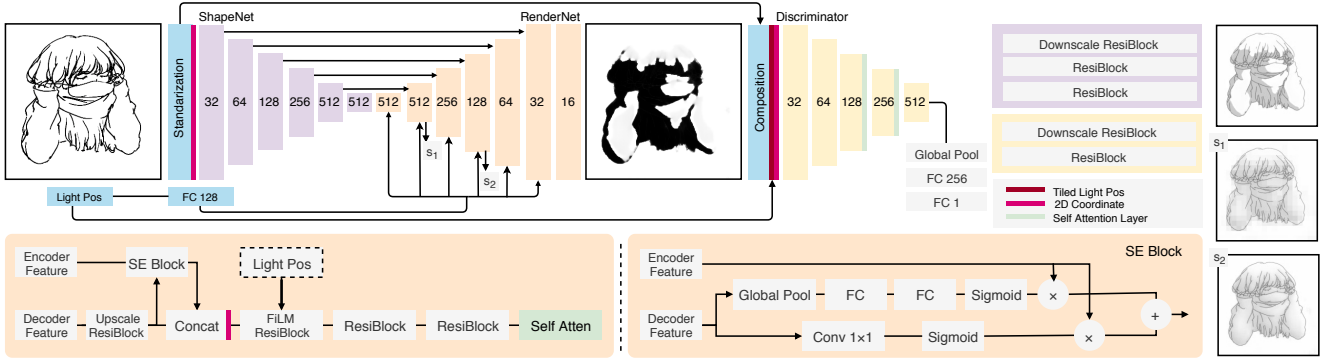 ShapeNet
RenderNet
Discriminator
Standarization
32
64
128
256
512
512
512
512
256
128
64
32
16
s1
s2
Light Pos
FC 128
Composition
32
64
128
256
512
Global Pool
FC 256
FC 1
Downscale ResiBlock
ResiBlock
ResiBlock
Downscale ResiBlock
ResiBlock
Tiled Light Pos
2D Coordinate
Self Attention Layer
s1
s2
Encoder
Feature
SE Block
Light Pos
Decoder
Feature
Upscale
ResiBlock
Concat
FiLM
ResiBlock
ResiBlock
ResiBlock
Self Atten
Encoder
Feature
SE Block
Decoder
Feature
Global Pool
FC
FC
Sigmoid
×
Conv 1×1
Sigmoid
×
+